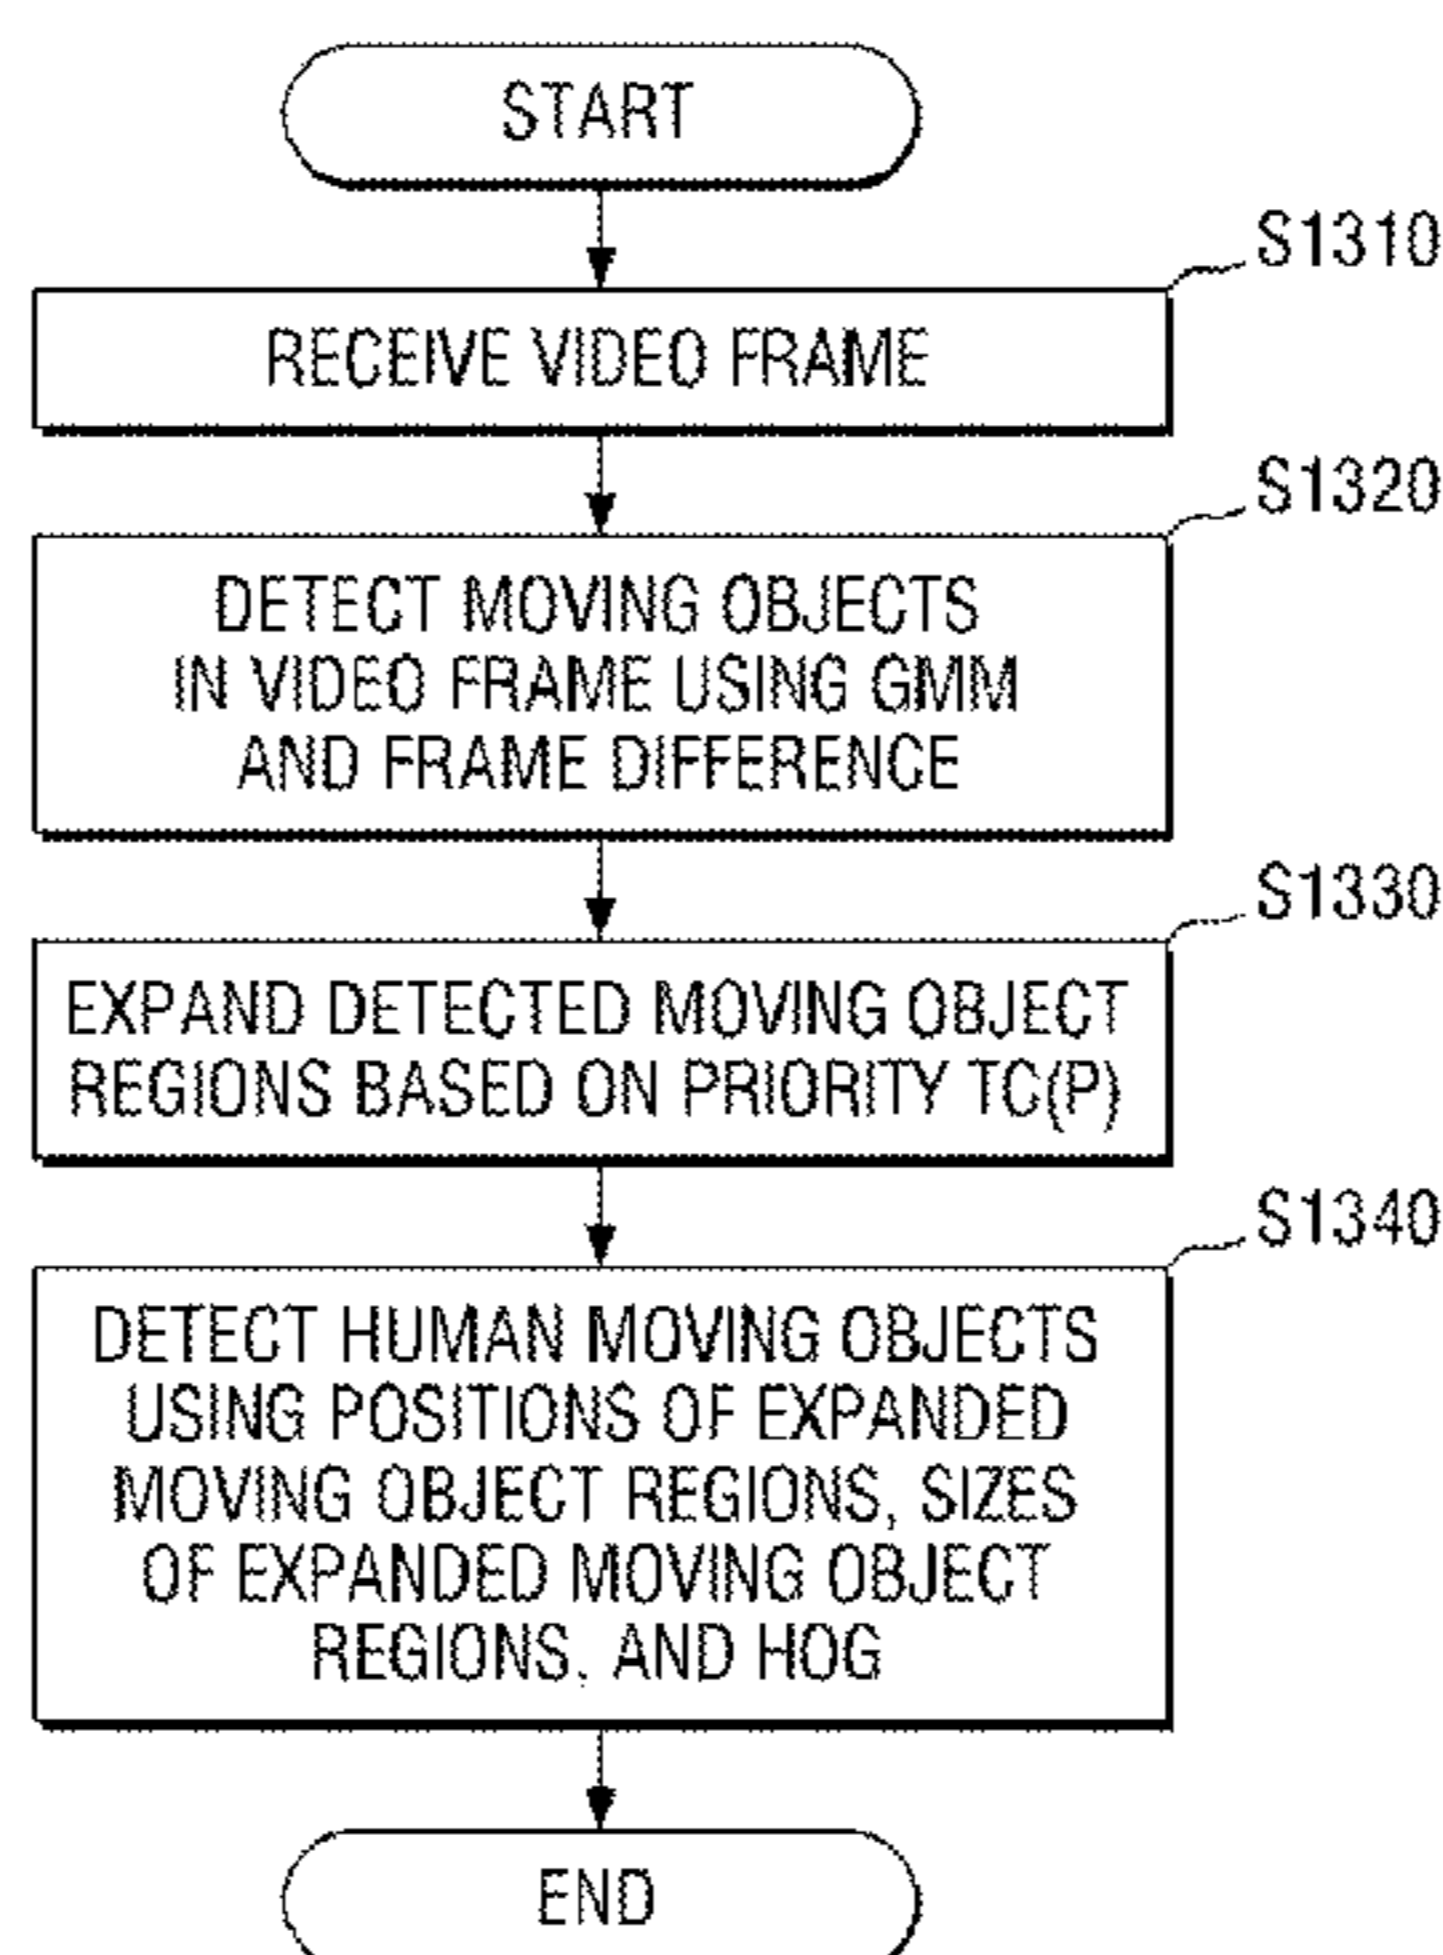 START
S1310
RECEIVE VIDEO FRAME
S1320
DETECT MOVING OBJECTS
IN VIDEO FRAME USING GMM
AND FRAME DIFFERENCE
S1330
EXPAND DETECTED MOVING OBJECT
REGIONS BASED ON PRIORITY TC(P)
S1340
DETECT HUMAN MOVING OBJECTS
USING POSITIONS OF EXPANDED
MOVING OBJECT REGIONS, SIZES
OF EXPANDED MOVING OBJECT
REGIONS, AND HOG
END